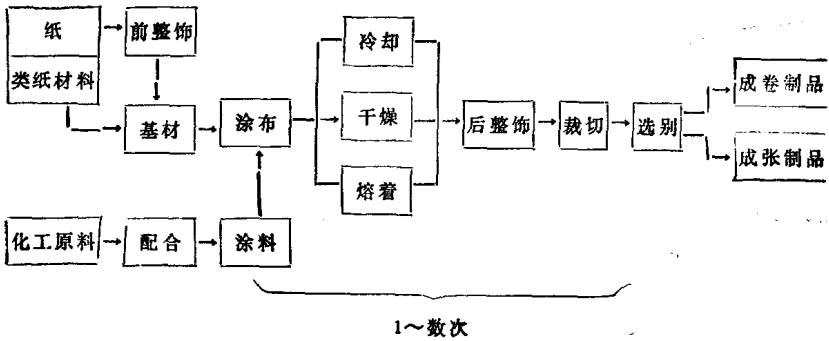 纸
类纸材料
前整饰
基材
涂布
冷却
干燥
熔着
后整饰
裁切
选别
成卷制品
成张制品
化工原料
配合
涂料
1～数次